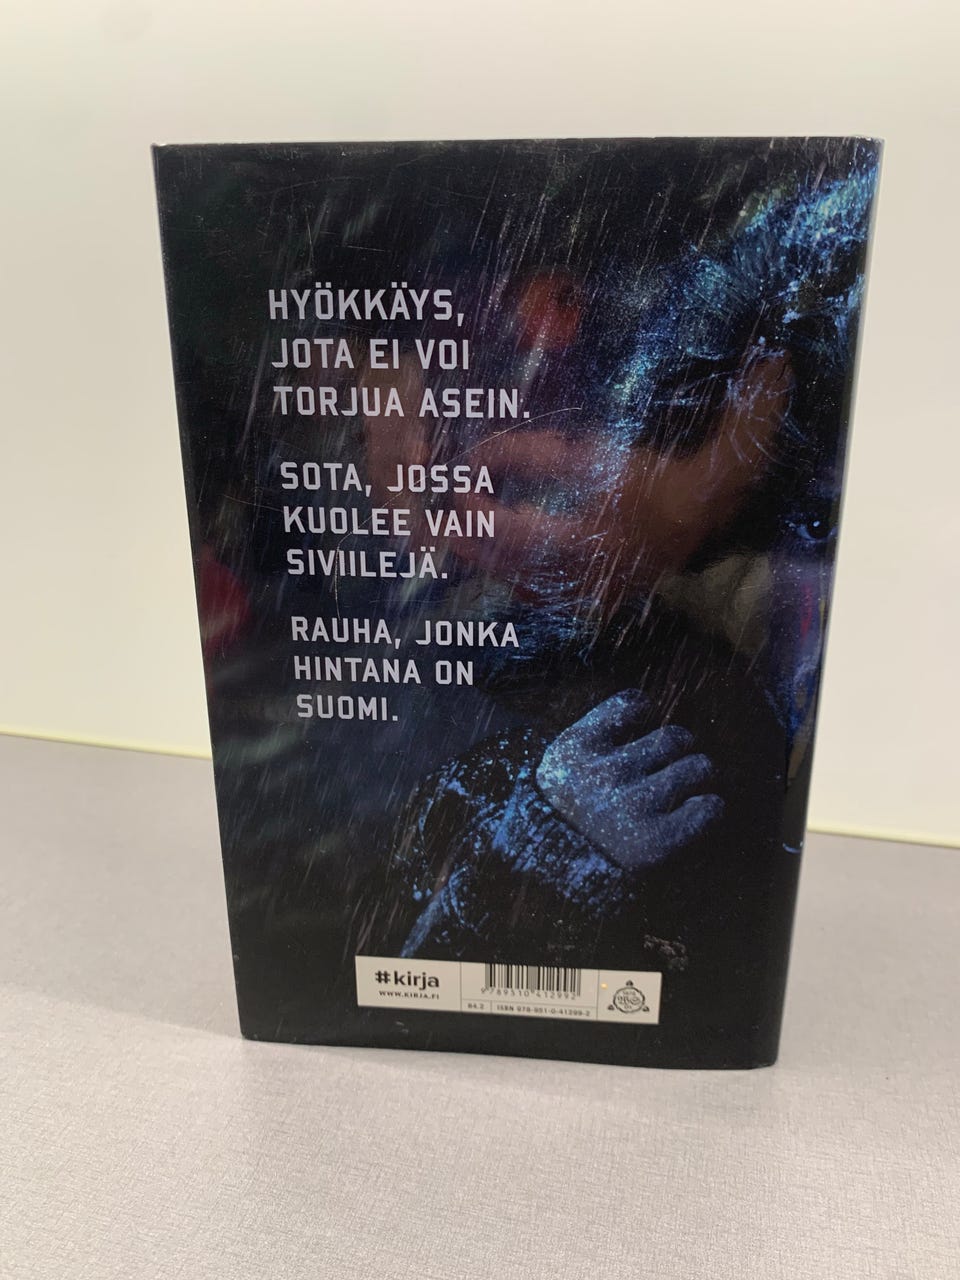 HYÖKKÄYS,
JOTA EI VOI
TORJUA ASEIN.
SOTA, JOSSA
KUOLEE VAIN
SIVIILEJÄ.
RAUHA, JONKA
HINTANA ON
SUOMI.
#kirja
WWW.KIRJA.FI
9789510412992
84.2
ISBN 978-951-0-41299-2